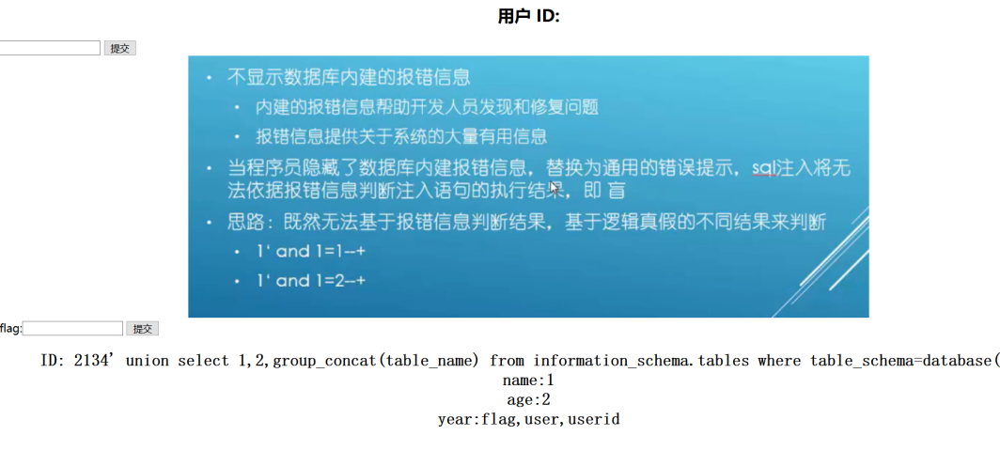 用户 ID:
提交
• 不显示数据库内建的报错信息
• 内建的报错信息帮助开发人员发现和修复问题
• 报错信息提供关于系统的大量有用信息
• 当程序员隐藏了数据库内建报错信息，替换为通用的错误提示，sql注入将无
法依据报错信息判断注入语句的执行结果，即 盲
• 思路：既然无法基于报错信息判断结果，基于逻辑真假的不同结果来判断
• 1' and 1=1--+
• 1' and 1=2--+
flag: 提交
ID: 2134' union select 1,2,group_concat(table_name) from information_schema.tables where table_schema=database(
name:1
age:2
year:flag,user,userid